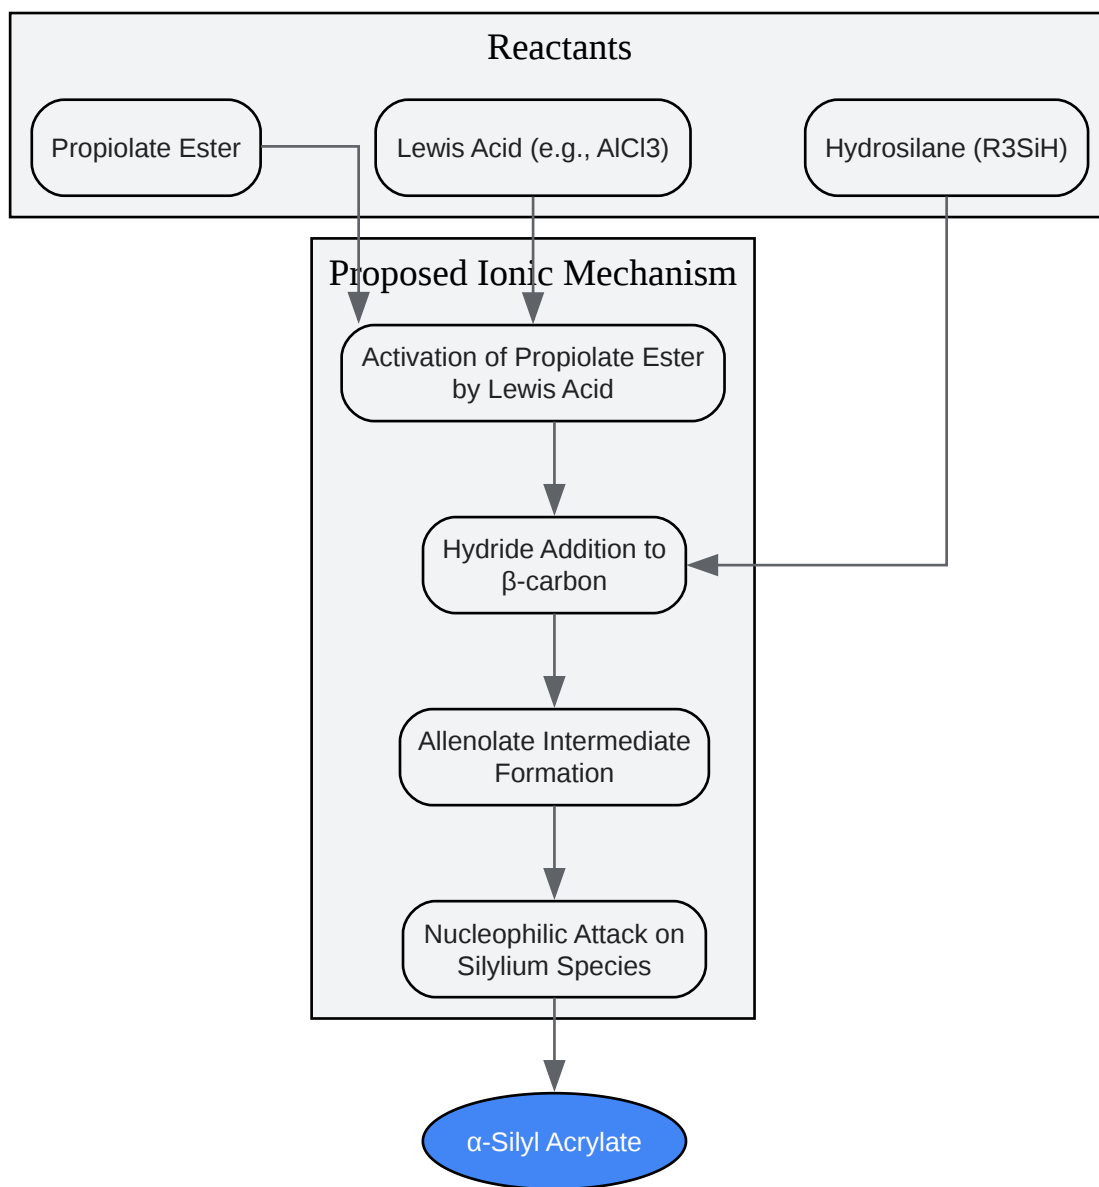 Reactants
Propiolate Ester
Lewis Acid (e.g., AlCl3)
Hydrosilane (R3SiH)
Proposed Ionic Mechanism
Activation of Propiolate Ester
by Lewis Acid
Hydride Addition to
β-carbon
Allenolate Intermediate
Formation
Nucleophilic Attack on
Silylium Species
α-Silyl Acrylate